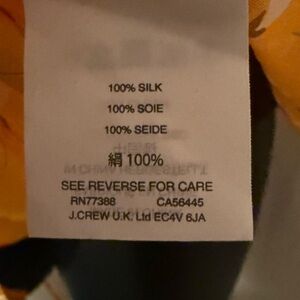 100% SILK
100% SOIE
100% SEIDE
絹 100%
SEE REVERSE FOR CARE
RN77388 CA56445
J.CREW U.K. Ltd EC4V 6JA